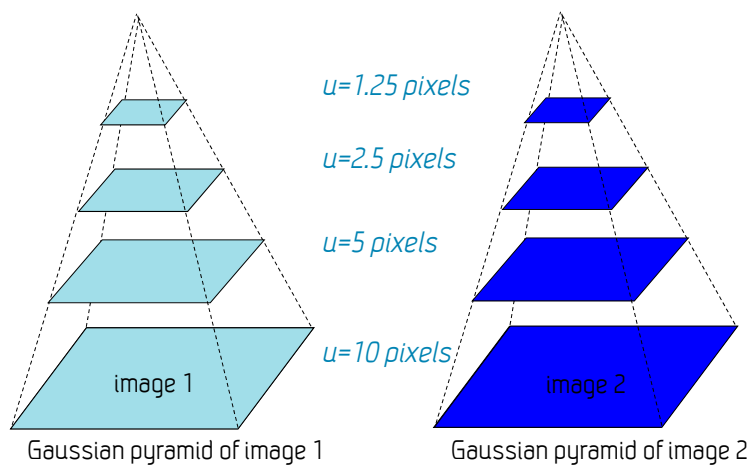 u=1.25 pixels
u=2.5 pixels
u=5 pixels
u=10 pixels
image 1
image 2
Gaussian pyramid of image 1
Gaussian pyramid of image 2